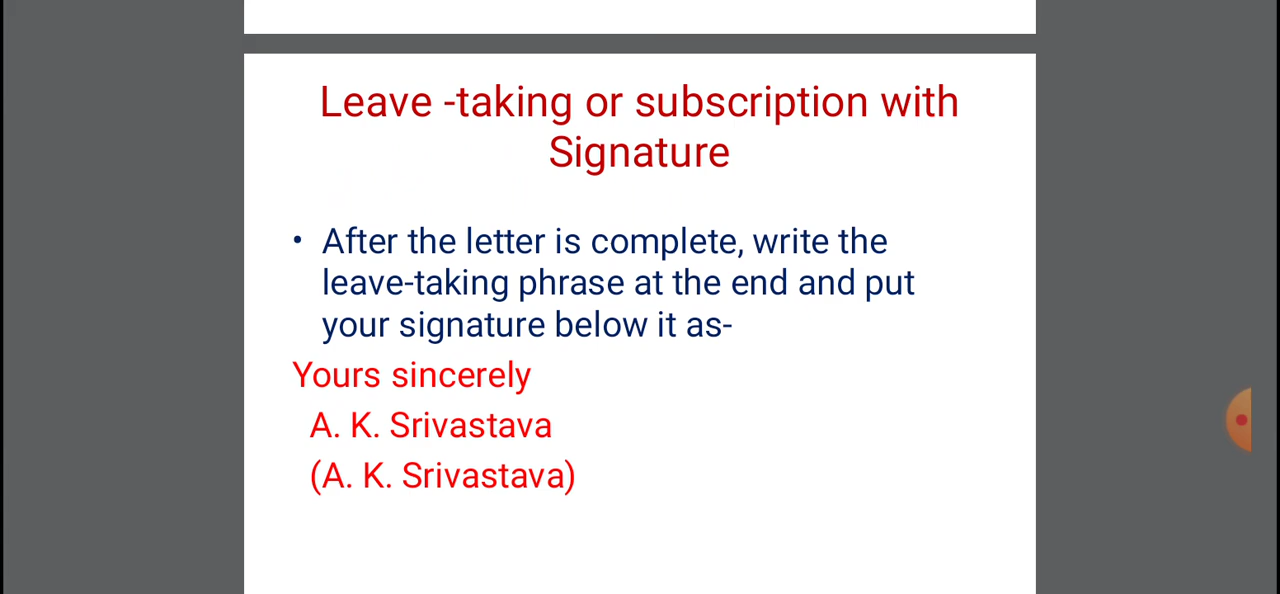 Leave -taking or subscription with
Signature
• After the letter is complete, write the
leave-taking phrase at the end and put
your signature below it as-
Yours sincerely
A. K. Srivastava
(A. K. Srivastava)